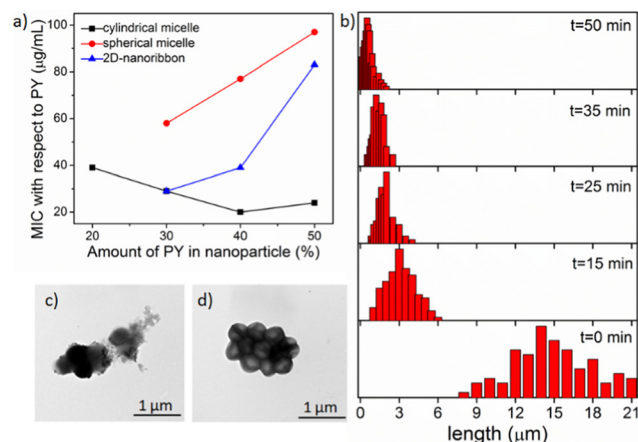 a)
cylindrical micelle
spherical micelle
2D-nanoribbon
MIC with respect to PY (µg/mL)
100
80
60
40
20
20 30 40 50
Amount of PY in nanoparticle (%)
b)
t=50 min
t=35 min
t=25 min
t=15 min
t=0 min
0 3 6 9 12 15 18 21
length (µm)
c)
1 µm
d)
1 µm